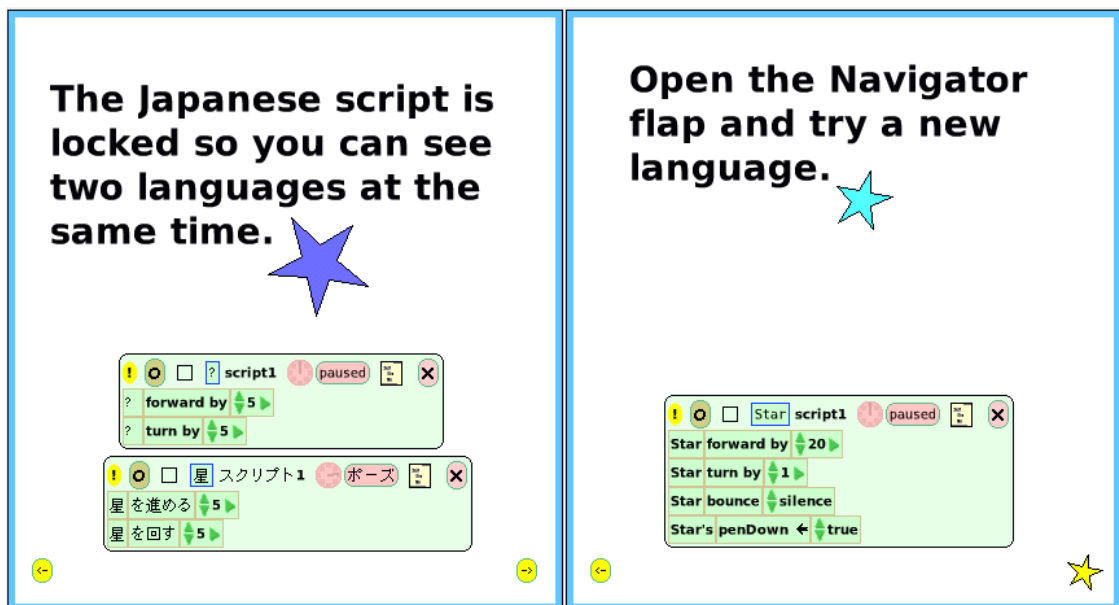 The Japanese script is
locked so you can see
two languages at the
same time.
! ? script1 paused
? forward by 5
? turn by 5
! 星 スクリプト1 ポーズ
星 を進める 5
星 を回す 5
<- ->
Open the Navigator
flap and try a new
language.
! Star script1 paused
Star forward by 20
Star turn by 1
Star bounce silence
Star's penDown ← true
<-